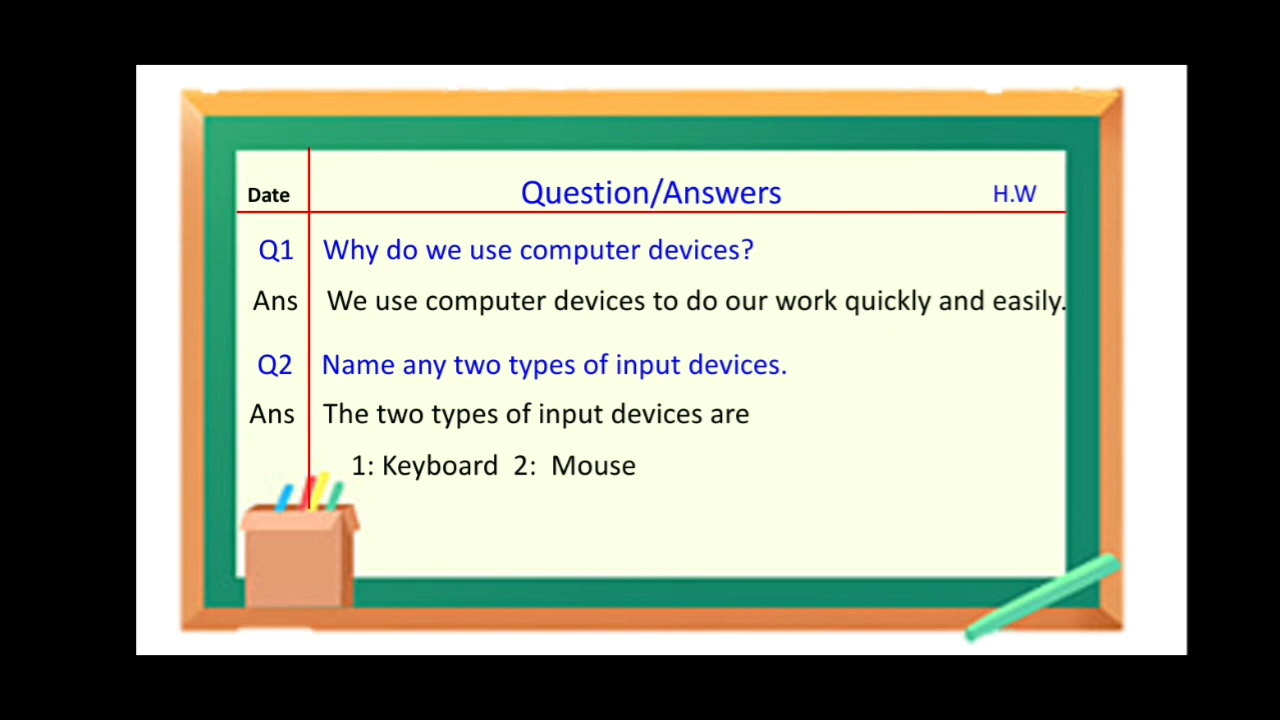 Date Question/Answers H.W
Q1 Why do we use computer devices?
Ans We use computer devices to do our work quickly and easily.
Q2 Name any two types of input devices.
Ans The two types of input devices are
1: Keyboard 2: Mouse